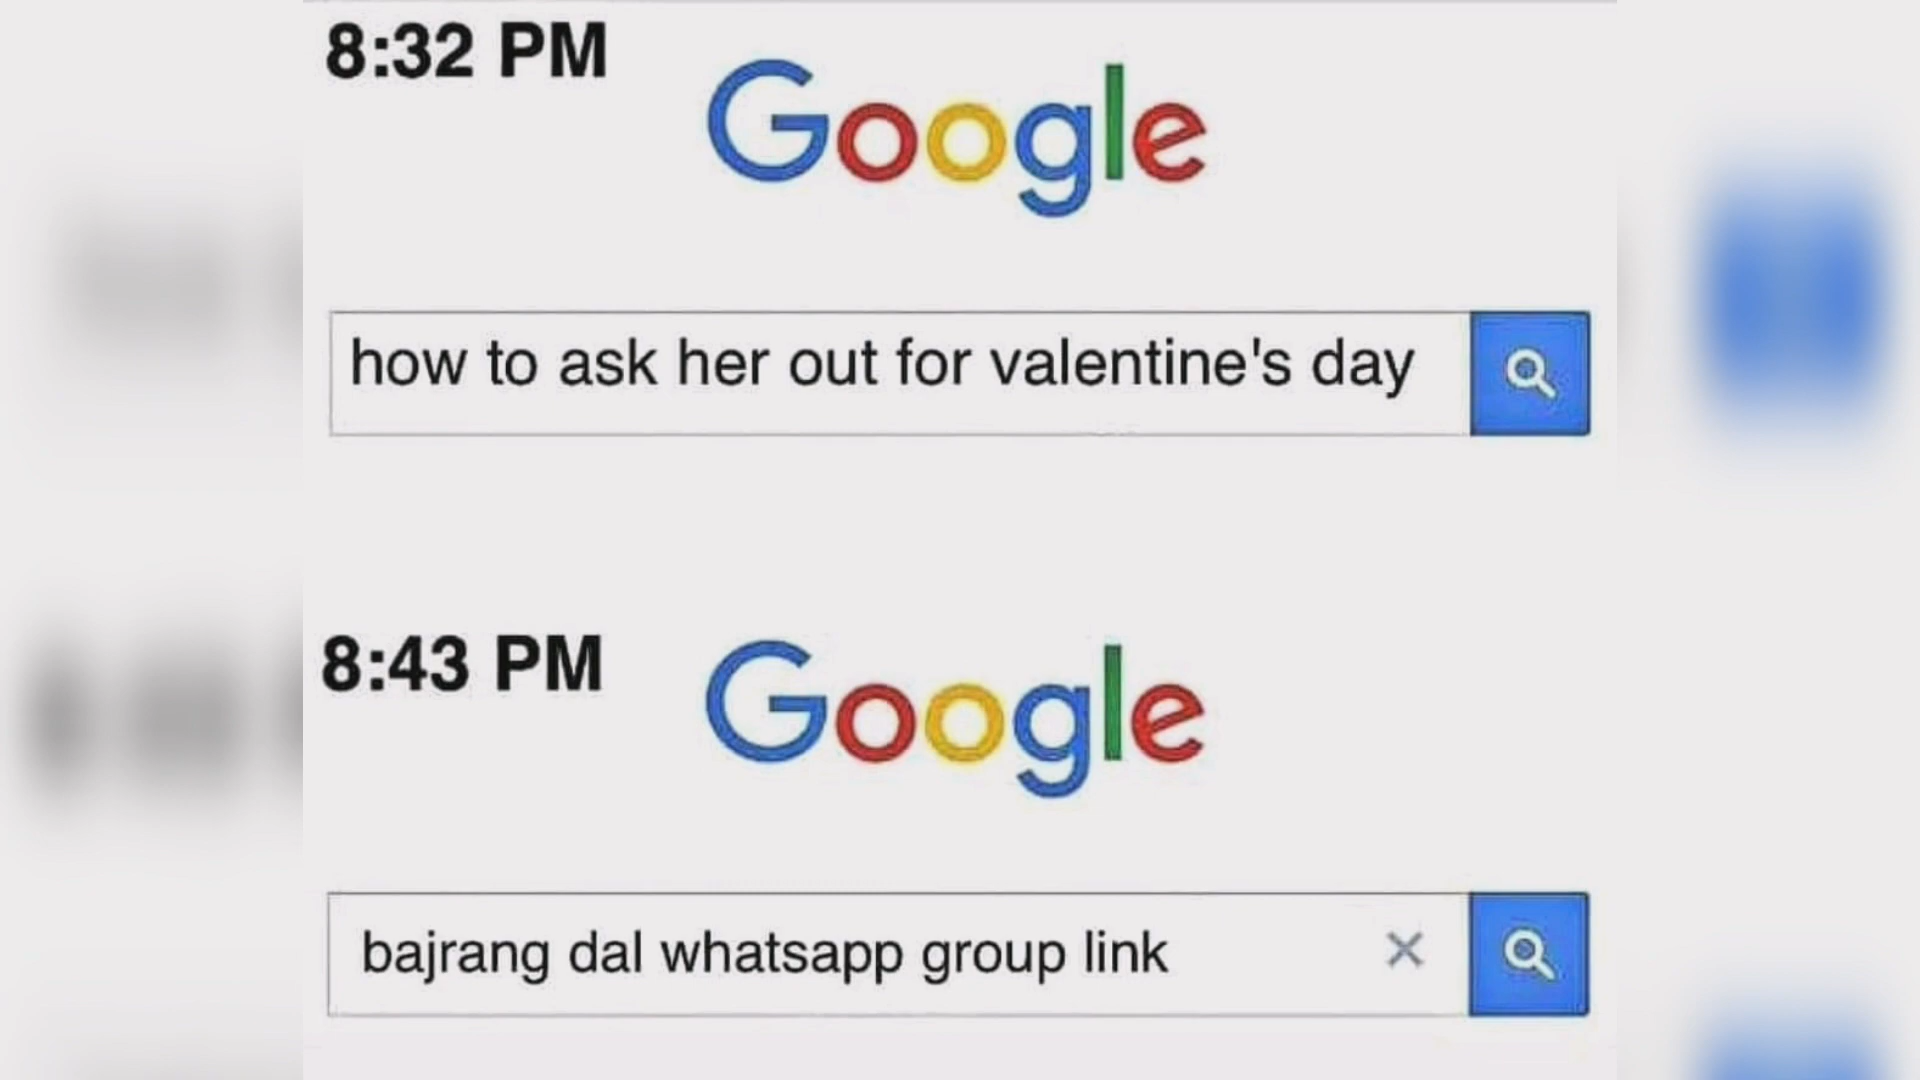 8:32 PM
Google
how to ask her out for valentine's day
8:43 PM
Google
bajrang dal whatsapp group link